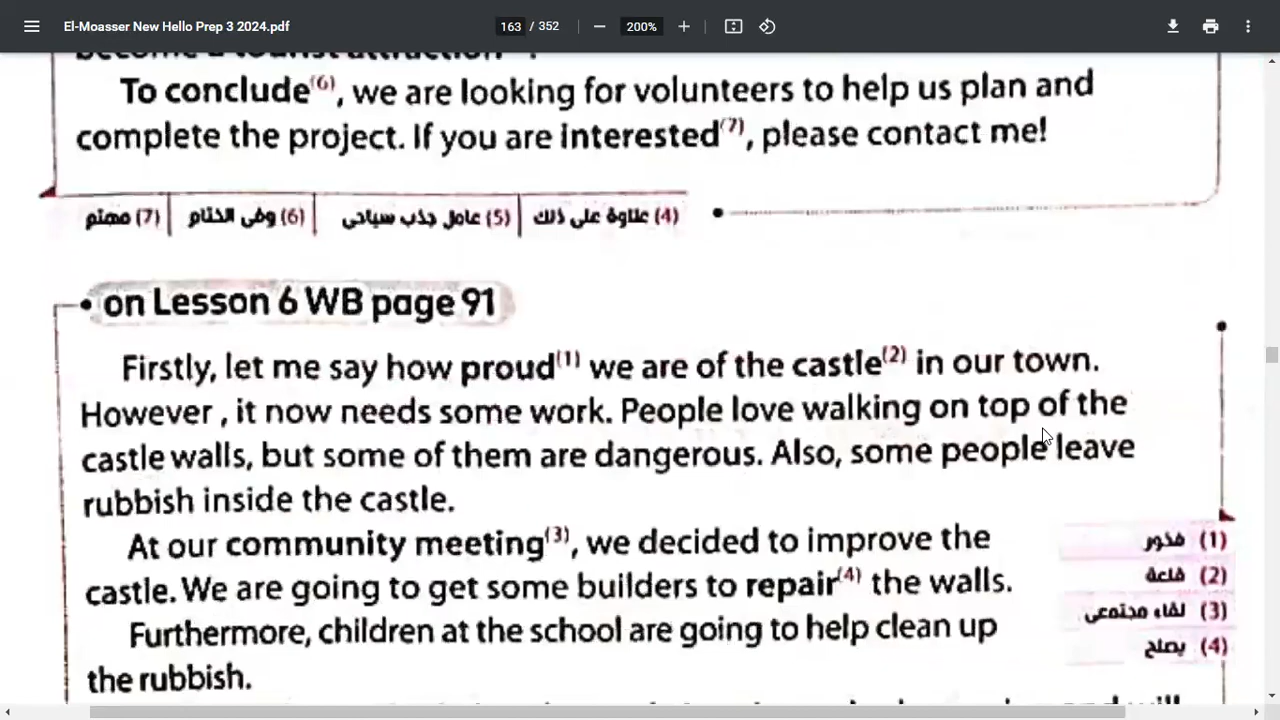 El-Moasser New Hello Prep 3 2024.pdf
163 / 352
200%
become a tourist attraction
To conclude(6), we are looking for volunteers to help us plan and
complete the project. If you are interested(7), please contact me!
(4) علاوة على ذلك (5) عامل جذب سياحى (6) وفى الختام (7) مهتم
• on Lesson 6 WB page 91
Firstly, let me say how proud(1) we are of the castle(2) in our town.
However , it now needs some work. People love walking on top of the
castle walls, but some of them are dangerous. Also, some people leave
rubbish inside the castle.
At our community meeting(3), we decided to improve the
castle. We are going to get some builders to repair(4) the walls.
Furthermore, children at the school are going to help clean up
the rubbish.
(1) فخور
(2) قلعة
(3) لقاء مجتمعى
(4) يصلح